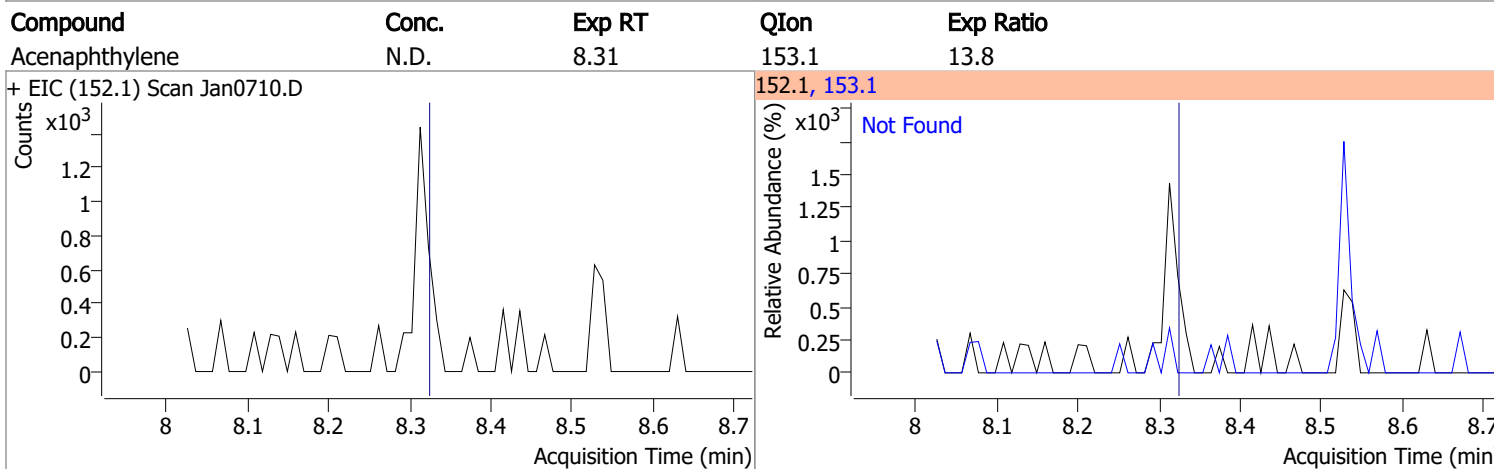 Compound Conc. Exp RT QIon Exp Ratio
Acenaphthylene N.D. 8.31 153.1 13.8
+ EIC (152.1) Scan Jan0710.D
Counts
x10³
1.2
1
0.8
0.6
0.4
0.2
0
8 8.1 8.2 8.3 8.4 8.5 8.6 8.7
Acquisition Time (min)
152.1, 153.1
Relative Abundance (%)
x10³
Not Found
1.5
1.25
1
0.75
0.5
0.25
0
8 8.1 8.2 8.3 8.4 8.5 8.6 8.7
Acquisition Time (min